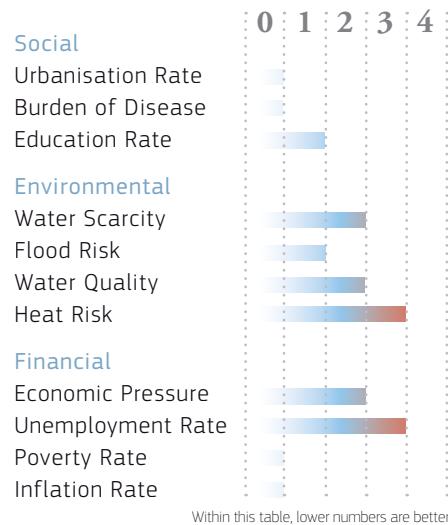 0 1 2 3 4
Social
Urbanisation Rate
Burden of Disease
Education Rate
Environmental
Water Scarcity
Flood Risk
Water Quality
Heat Risk
Financial
Economic Pressure
Unemployment Rate
Poverty Rate
Inflation Rate
Within this table, lower numbers are better